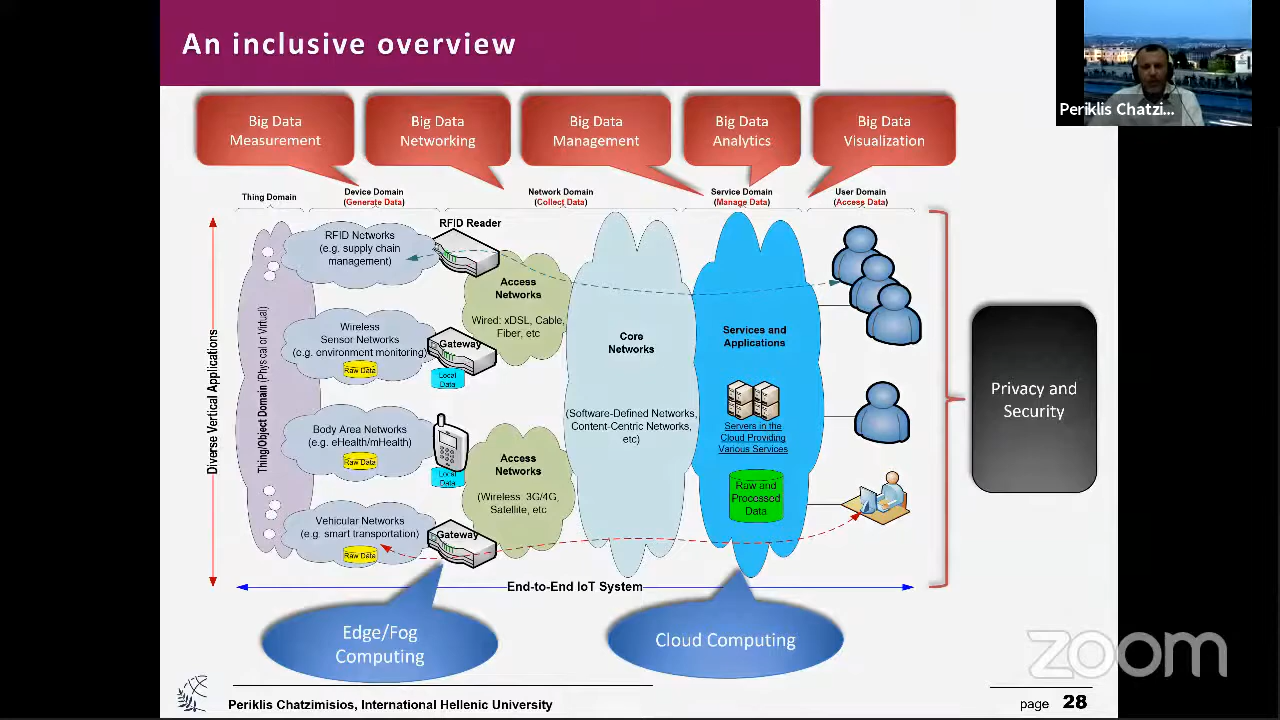 An inclusive overview
Periklis Chatzi...
Big Data
Measurement
Big Data
Networking
Big Data
Management
Big Data
Analytics
Big Data
Visualization
Thing Domain
Device Domain
(Generate Data)
Network Domain
(Collect Data)
Service Domain
(Manage Data)
User Domain
(Access Data)
Diverse Vertical Applications
Thing/Object Domain (Physical or Virtual)
RFID Networks
(e.g. supply chain
management)
RFID Reader
Wireless
Sensor Networks
(e.g. environment monitoring)
Raw Data
Gateway
Local
Data
Body Area Networks
(e.g. eHealth/mHealth)
Raw Data
Local
Data
Vehicular Networks
(e.g. smart transportation)
Raw Data
Gateway
Access
Networks
Wired: xDSL, Cable,
Fiber, etc
Access
Networks
(Wireless: 3G/4G,
Satellite, etc
Core
Networks
(Software-Defined Networks,
Content-Centric Networks,
etc)
Services and
Applications
Servers in the
Cloud Providing
Various Services
Raw and
Processed
Data
Privacy and
Security
End-to-End IoT System
Edge/Fog
Computing
Cloud Computing
zoom
Periklis Chatzimisios, International Hellenic University
page 28